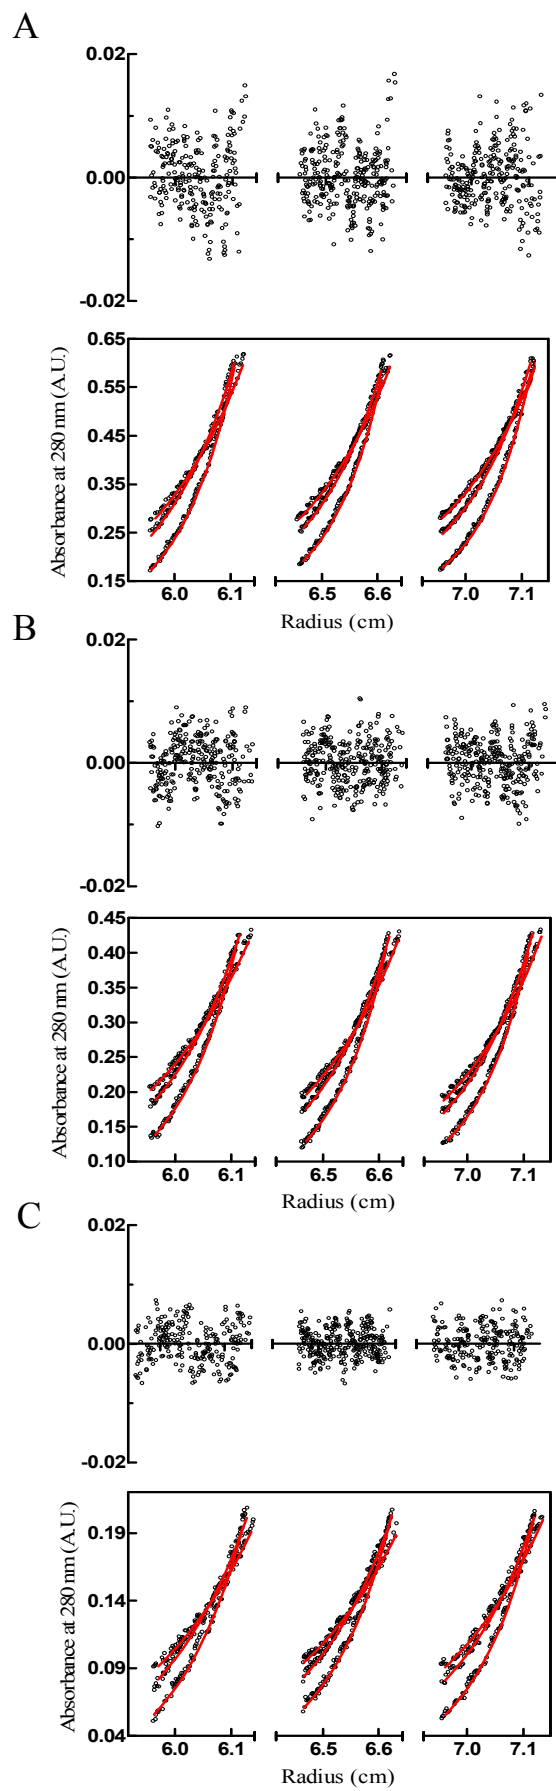 A
0.02
0.00
-0.02
0.65
0.55
0.45
0.35
0.25
0.15
Absorbance at 280 nm (A.U.)
6.0 6.1 6.5 6.6 7.0 7.1
Radius (cm)
B
0.02
0.00
-0.02
0.45
0.40
0.35
0.30
0.25
0.20
0.15
0.10
Absorbance at 280 nm (A.U.)
6.0 6.1 6.5 6.6 7.0 7.1
Radius (cm)
C
0.02
0.00
-0.02
0.19
0.14
0.09
0.04
Absorbance at 280 nm (A.U.)
6.0 6.1 6.5 6.6 7.0 7.1
Radius (cm)